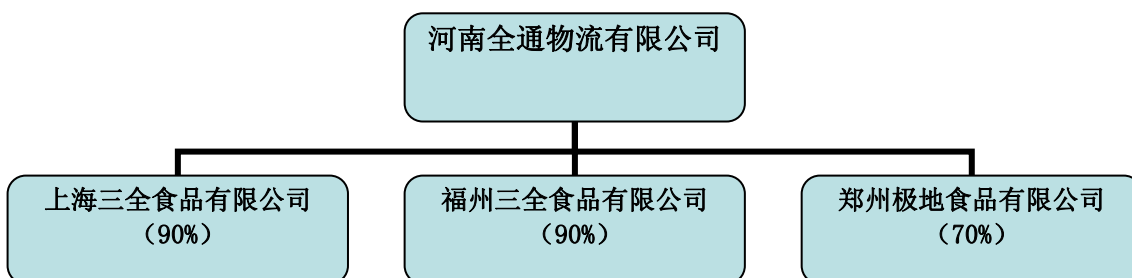 河南全通物流有限公司
上海三全食品有限公司
（90%）
福州三全食品有限公司
（90%）
郑州极地食品有限公司
（70%）